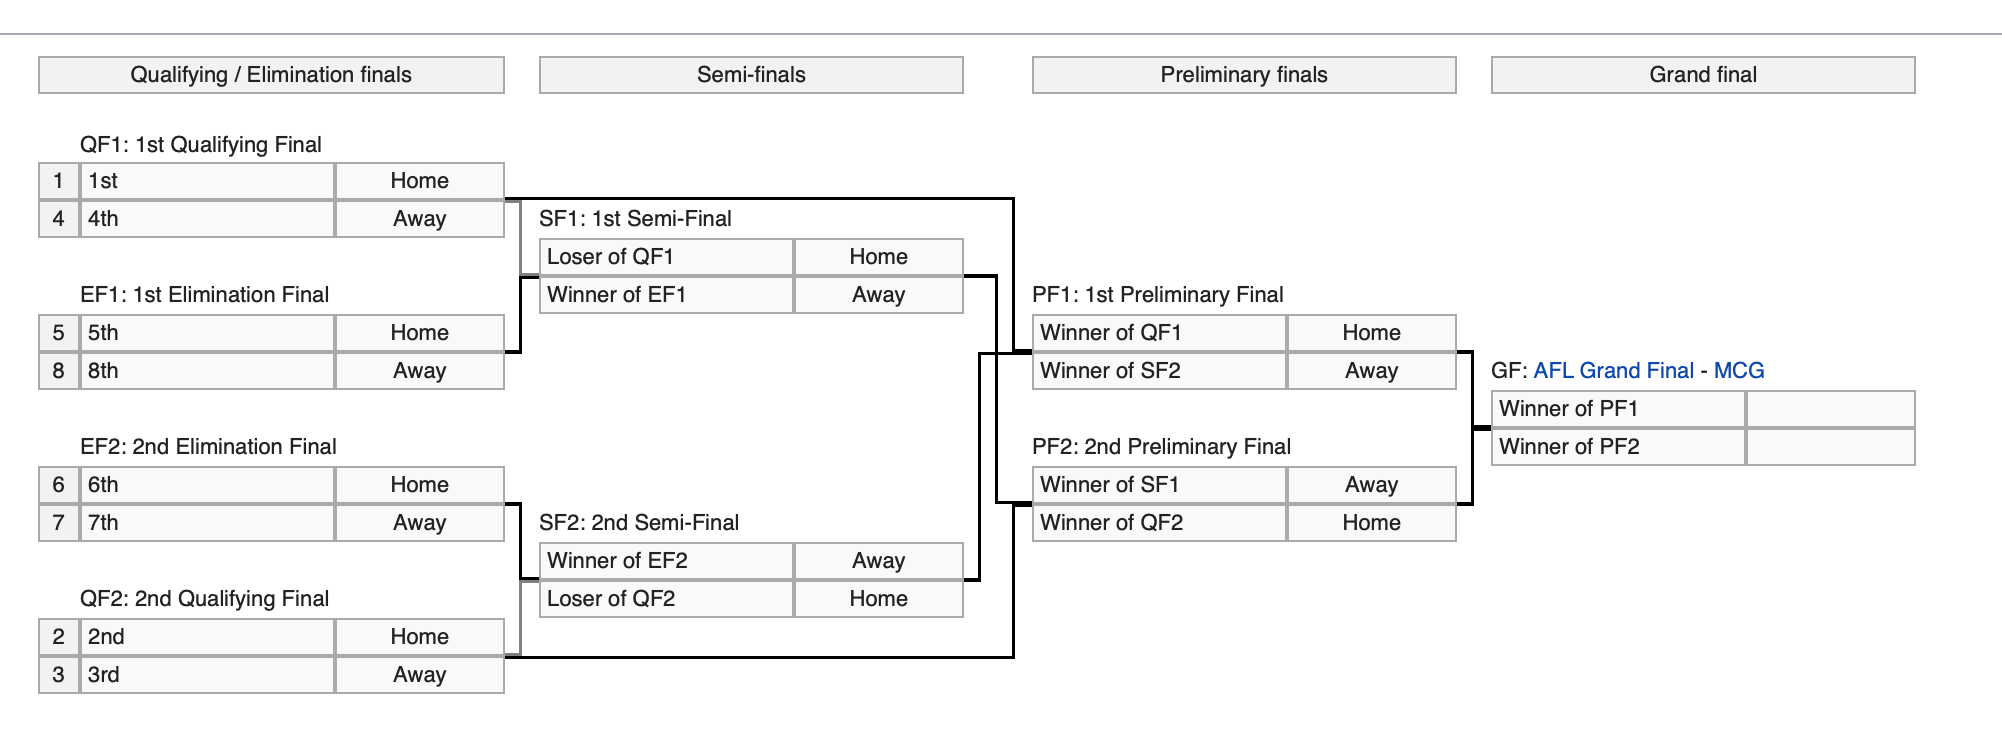 Qualifying / Elimination finals
Semi-finals
Preliminary finals
Grand final
QF1: 1st Qualifying Final
1 1st Home
4 4th Away
SF1: 1st Semi-Final
Loser of QF1 Home
Winner of EF1 Away
EF1: 1st Elimination Final
5 5th Home
8 8th Away
PF1: 1st Preliminary Final
Winner of QF1 Home
Winner of SF2 Away
GF: AFL Grand Final - MCG
Winner of PF1
Winner of PF2
EF2: 2nd Elimination Final
6 6th Home
7 7th Away
PF2: 2nd Preliminary Final
Winner of SF1 Away
Winner of QF2 Home
SF2: 2nd Semi-Final
Winner of EF2 Away
Loser of QF2 Home
QF2: 2nd Qualifying Final
2 2nd Home
3 3rd Away